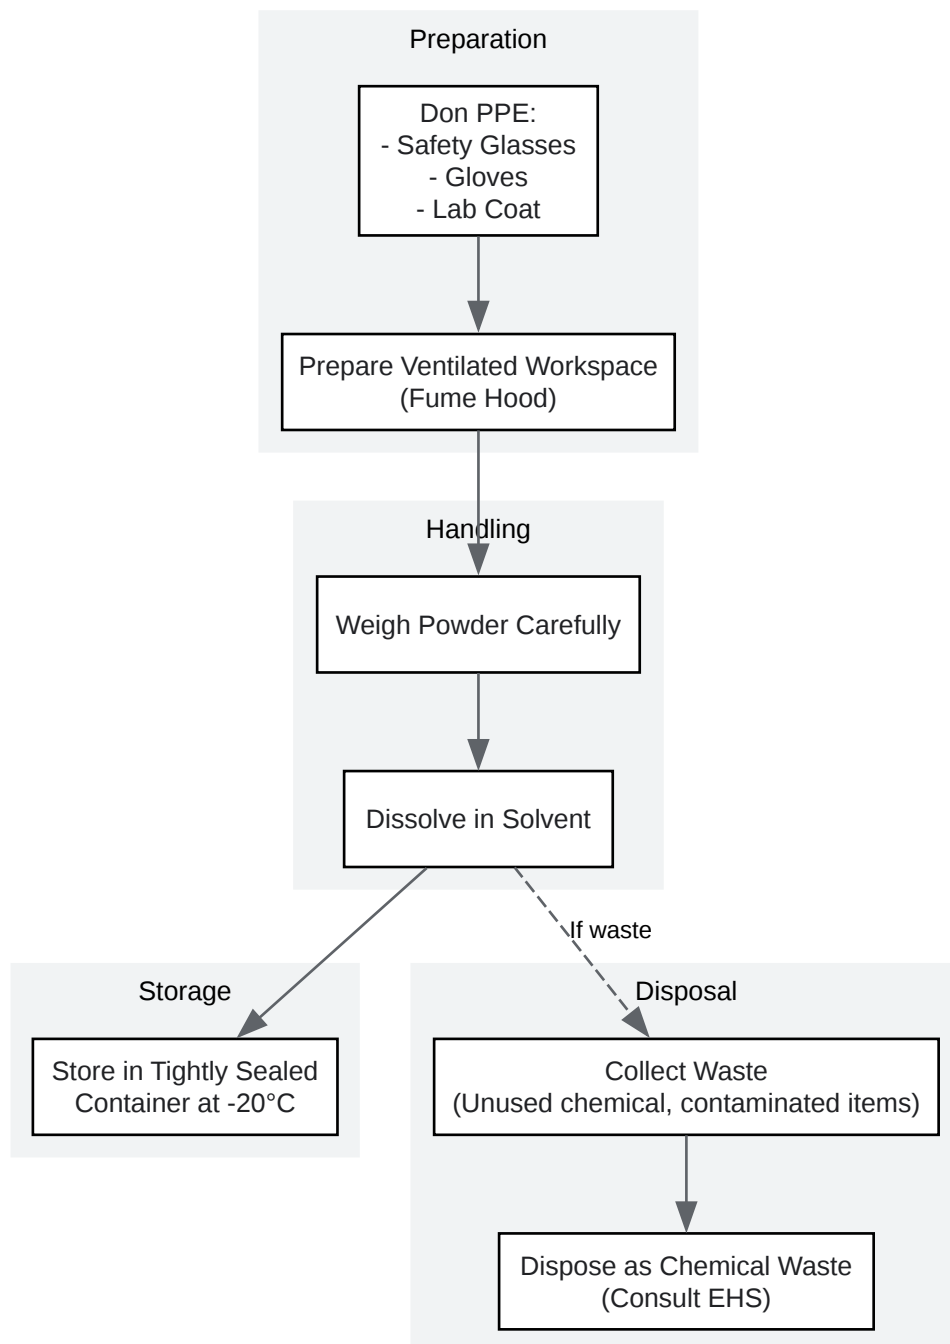 Preparation
Don PPE:
- Safety Glasses
- Gloves
- Lab Coat
Prepare Ventilated Workspace
(Fume Hood)
Handling
Weigh Powder Carefully
Dissolve in Solvent
If waste
Storage
Store in Tightly Sealed
Container at -20°C
Disposal
Collect Waste
(Unused chemical, contaminated items)
Dispose as Chemical Waste
(Consult EHS)